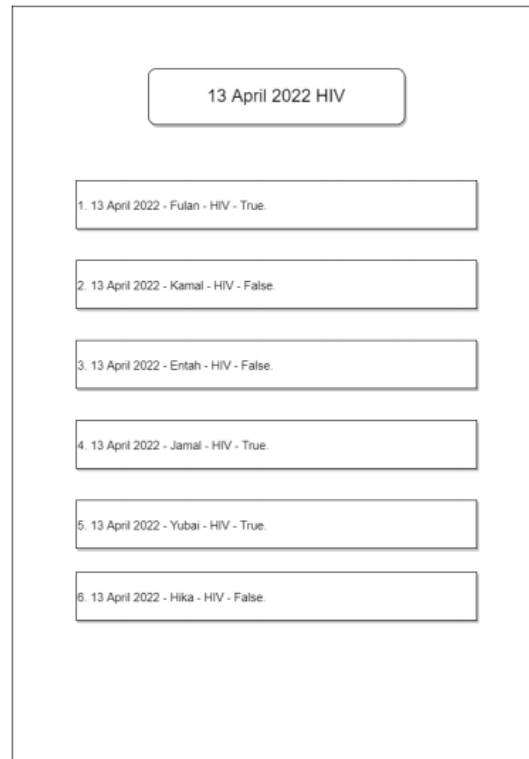 13 April 2022 HIV
1. 13 April 2022 - Fulan - HIV - True.
2. 13 April 2022 - Kamal - HIV - False.
3. 13 April 2022 - Entah - HIV - False.
4. 13 April 2022 - Jamal - HIV - True.
5. 13 April 2022 - Yubai - HIV - True.
6. 13 April 2022 - Hika - HIV - False.